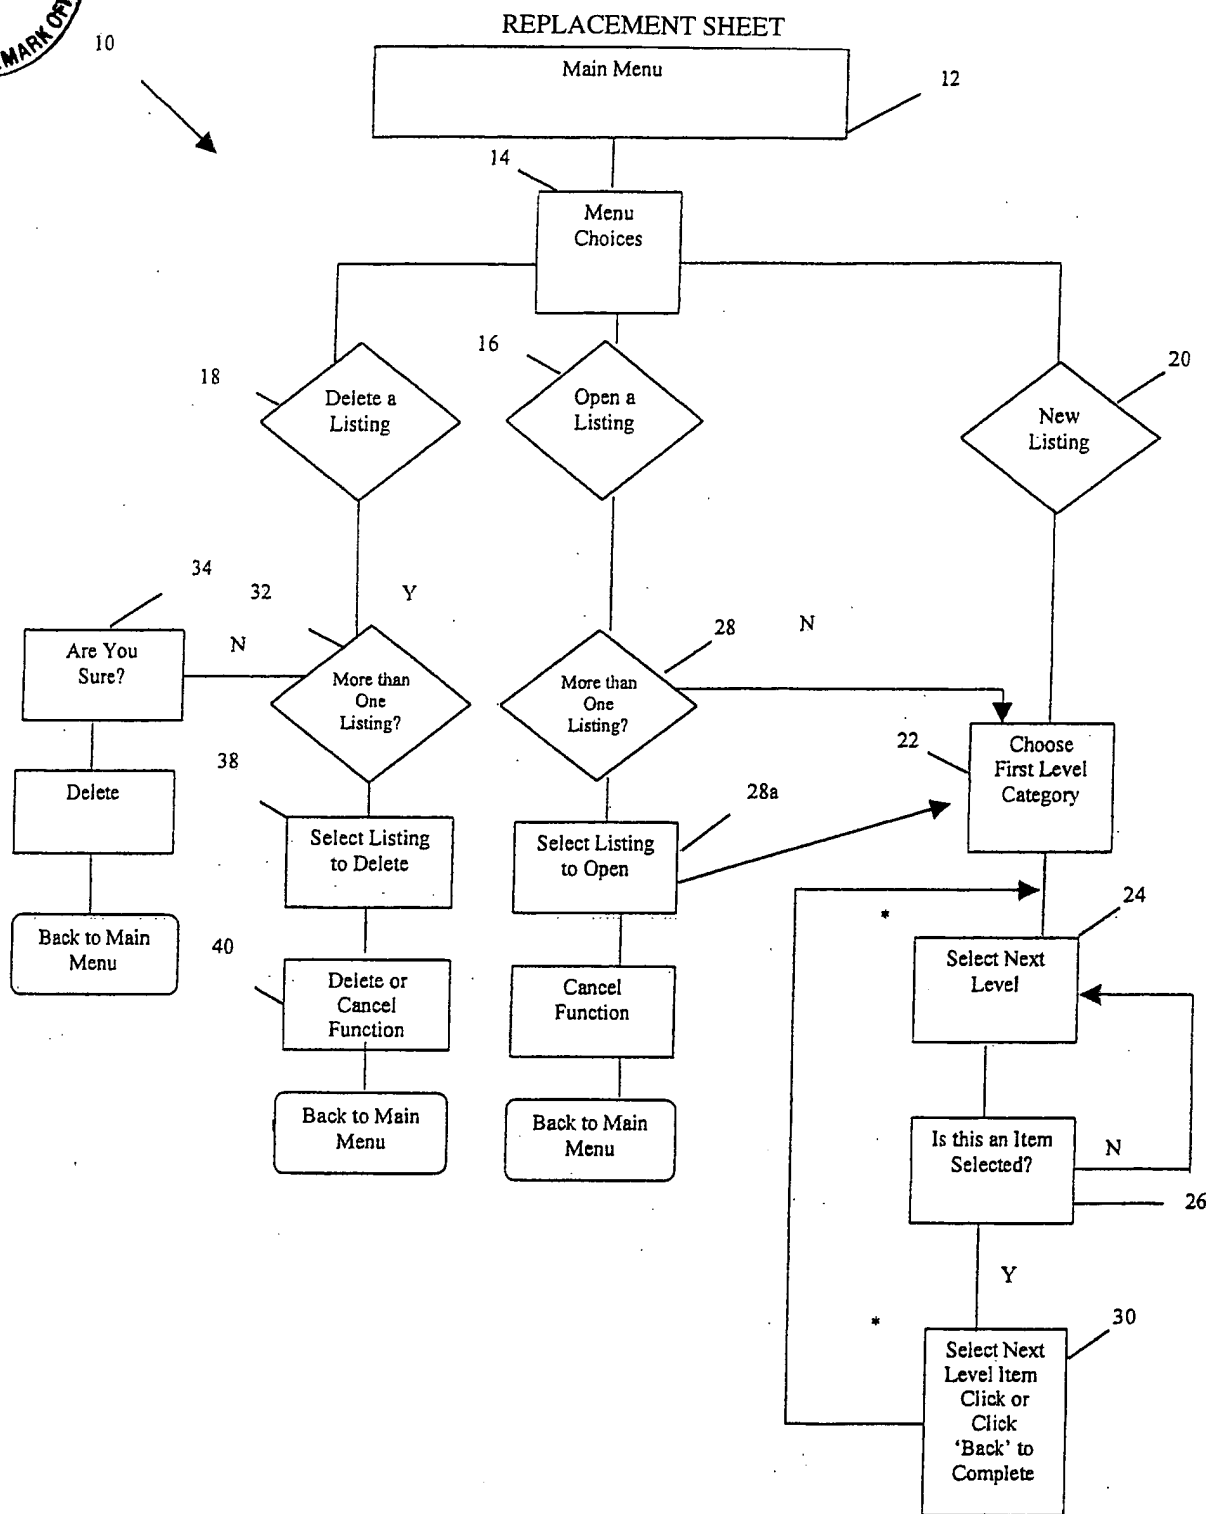 MARK OF
REPLACEMENT SHEET
10
Main Menu
12
14
Menu
Choices
16
18
20
Delete a
Listing
Open a
Listing
New
Listing
34
32
Y
N
28
N
Are You
Sure?
More than
One
Listing?
More than
One
Listing?
22
Choose
First Level
Category
38
28a
Delete
Select Listing
to Delete
Select Listing
to Open
24
*
Back to Main
Menu
40
Delete or
Cancel
Function
Cancel
Function
Select Next
Level
Back to Main
Menu
Back to Main
Menu
Is this an Item
Selected?
N
26
Y
*
30
Select Next
Level Item
Click or
Click
‘Back’ to
Complete